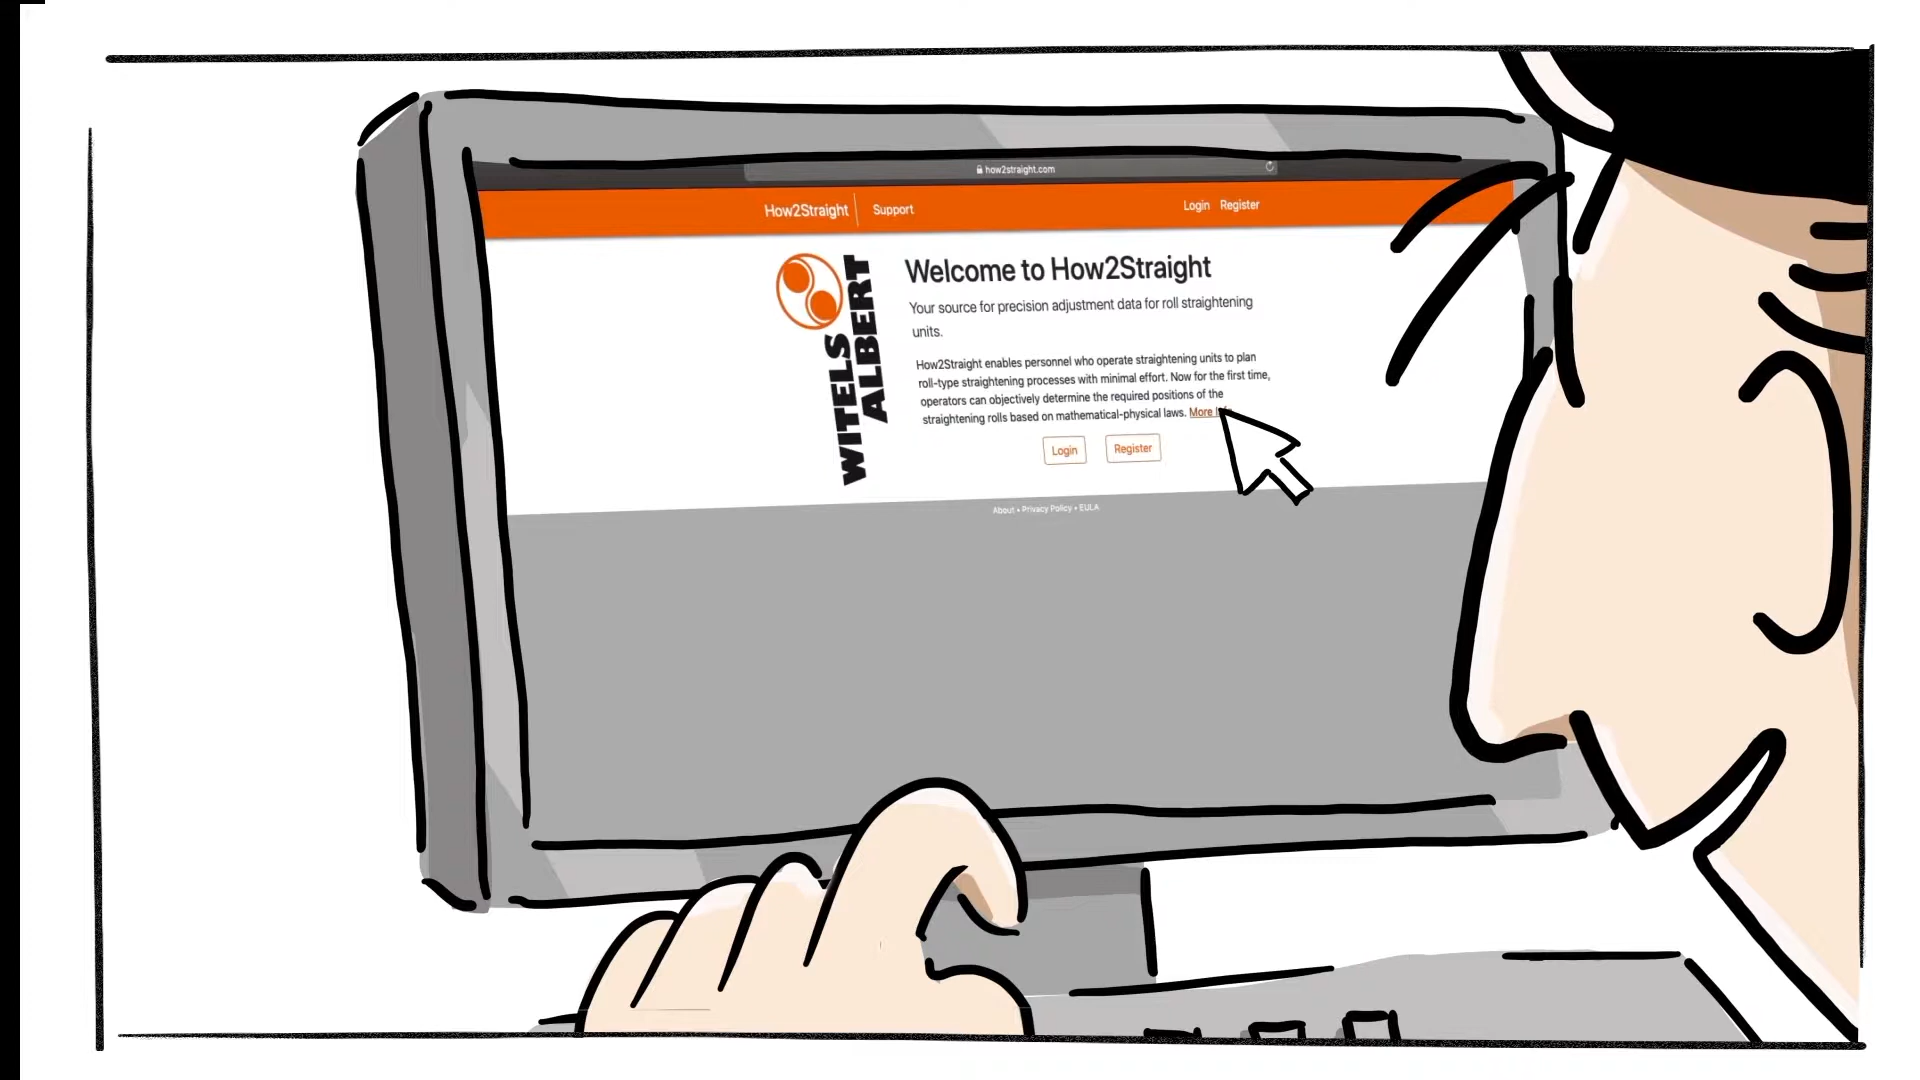 how2straight.com
How2Straight
Support
Login
Register
WITELS
ALBERT
Welcome to How2Straight
Your source for precision adjustment data for roll straightening
units.
How2Straight enables personnel who operate straightening units to plan
roll-type straightening processes with minimal effort. Now for the first time,
operators can objectively determine the required positions of the
straightening rolls based on mathematical-physical laws. More
Login
Register
About • Privacy Policy • EULA